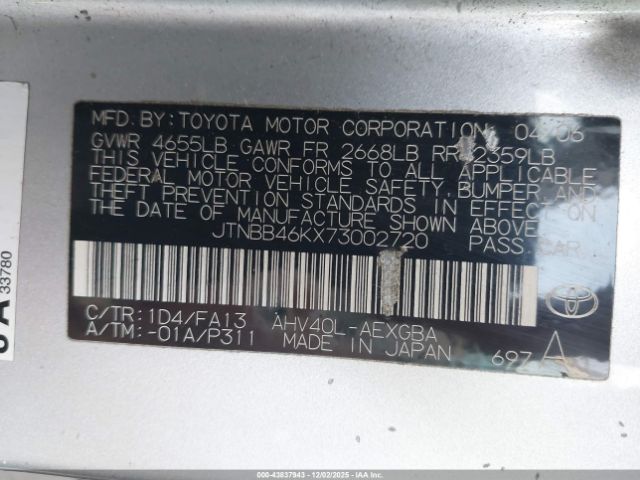 MFD. BY: TOYOTA MOTOR CORPORATION 04/06
GVWR 4655LB GAWR FR 2668LB RR 2359LB
THIS VEHICLE CONFORMS TO ALL APPLICABLE
FEDERAL MOTOR VEHICLE SAFETY, BUMPER, AND
THEFT PREVENTION STANDARDS IN EFFECT ON
THE DATE OF MANUFACTURE SHOWN ABOVE.
JTNBB46KX73002720 PASS. CAR
C/TR: 1D4/FA13 AHV40L-AEXGBA
A/TM: -01A/P311 MADE IN JAPAN 697 A
33780
000-43837943 - 12/02/2025 - IAA Inc.